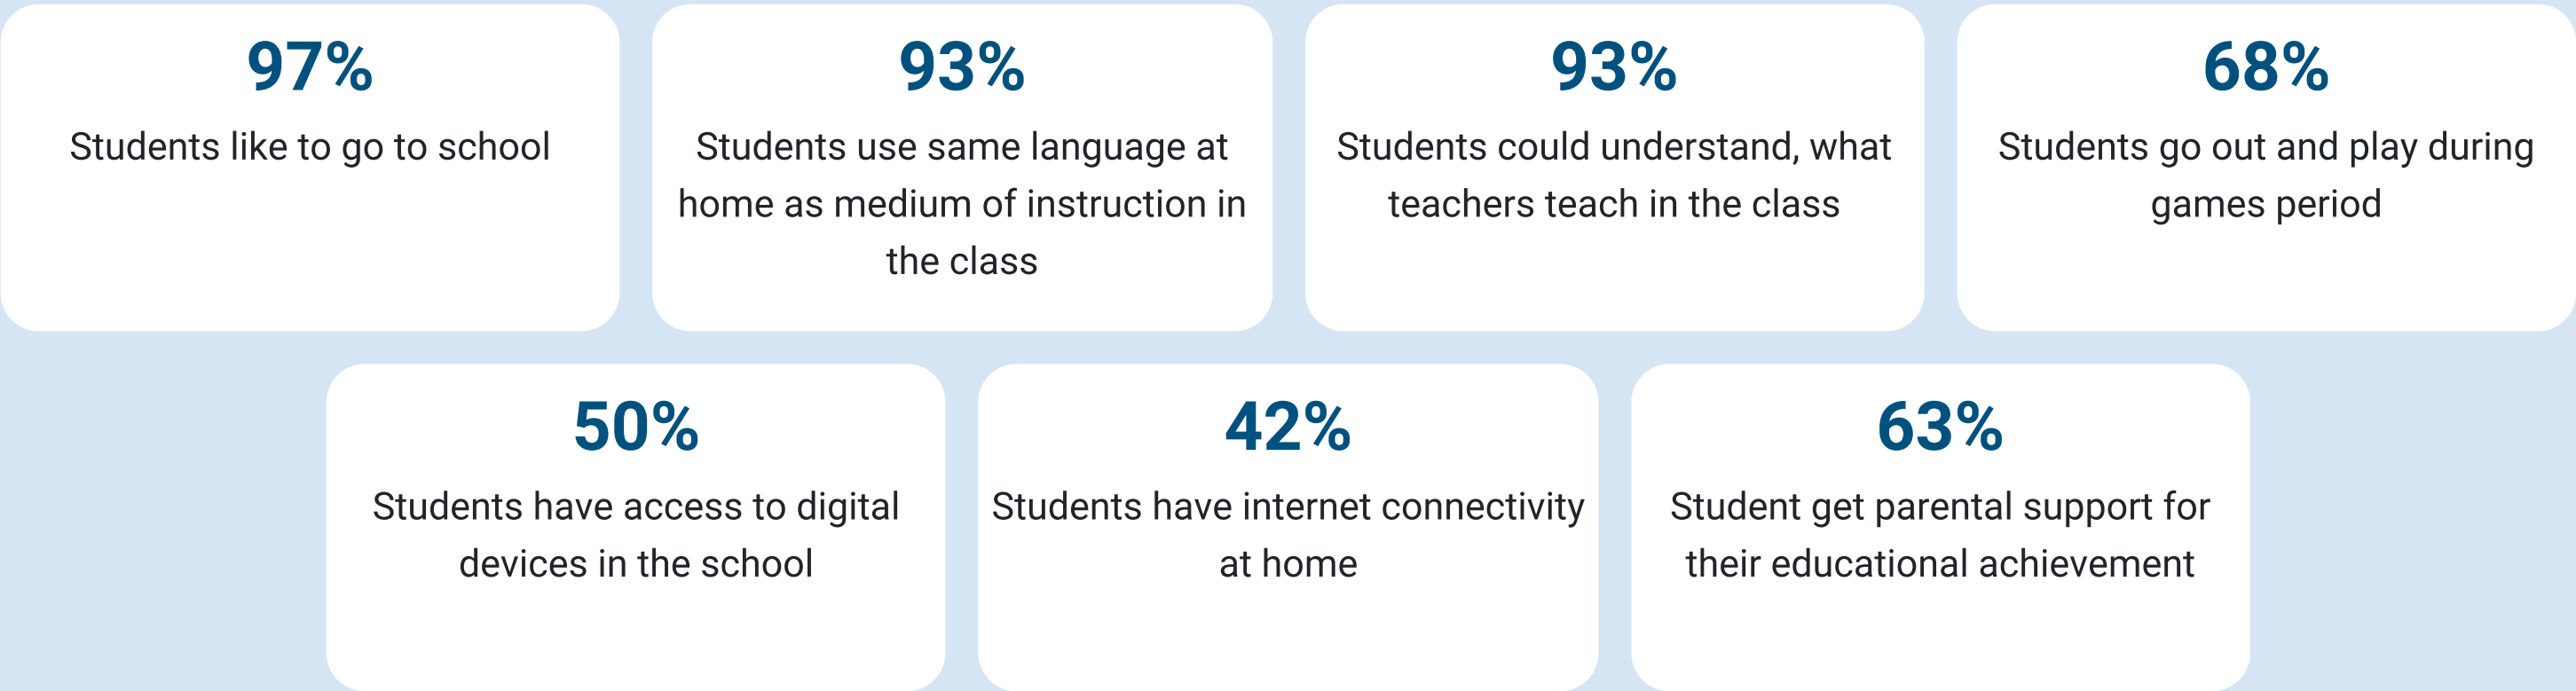 97%
Students like to go to school
93%
Students use same language at
home as medium of instruction in
the class
93%
Students could understand, what
teachers teach in the class
68%
Students go out and play during
games period
50%
Students have access to digital
devices in the school
42%
Students have internet connectivity
at home
63%
Student get parental support for
their educational achievement